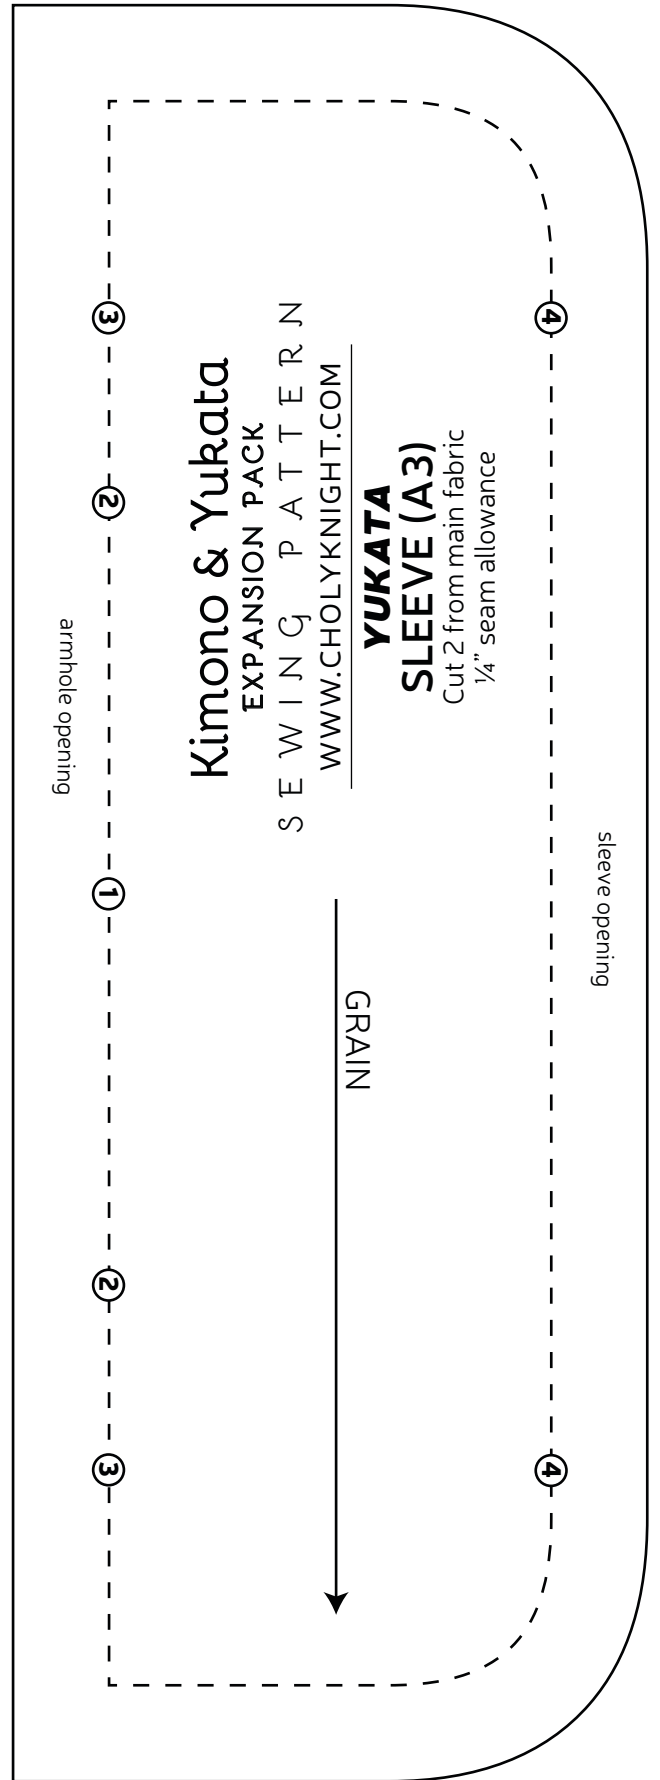 Kimono & Yukata
EXPANSION PACK
SEWING PATTERN
WWW.CHOLYKNIGHT.COM
YUKATA
SLEEVE (A3)
Cut 2 from main fabric
¼” seam allowance
armhole opening
sleeve opening
GRAIN
3
2
1
2
3
4
4